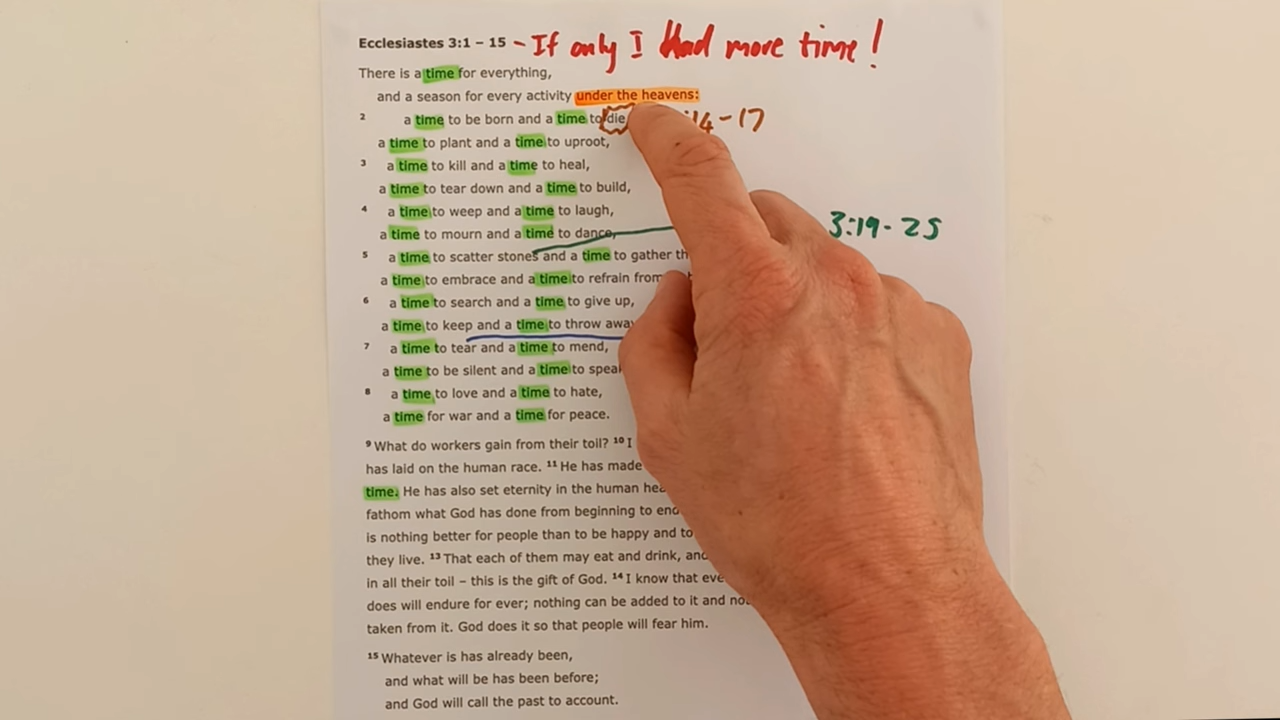 Ecclesiastes 3:1 – 15 - If only I Had more time!
There is a time for everything,
and a season for every activity under the heavens:
2 a time to be born and a time to die :14-17
a time to plant and a time to uproot,
3 a time to kill and a time to heal,
a time to tear down and a time to build,
4 a time to weep and a time to laugh,
a time to mourn and a time to dance, 3:19-25
5 a time to scatter stones and a time to gather
a time to embrace and a time to refrain from
6 a time to search and a time to give up,
a time to keep and a time to throw away
7 a time to tear and a time to mend,
a time to be silent and a time to speak
8 a time to love and a time to hate,
a time for war and a time for peace.
9 What do workers gain from their toil? 10 I
has laid on the human race. 11 He has made
time. He has also set eternity in the human
fathom what God has done from beginning to end
is nothing better for people than to be happy and to
they live. 13 That each of them may eat and drink, and
in all their toil – this is the gift of God. 14 I know that
does will endure for ever; nothing can be added to it and
taken from it. God does it so that people will fear him.
15 Whatever is has already been,
and what will be has been before;
and God will call the past to account.